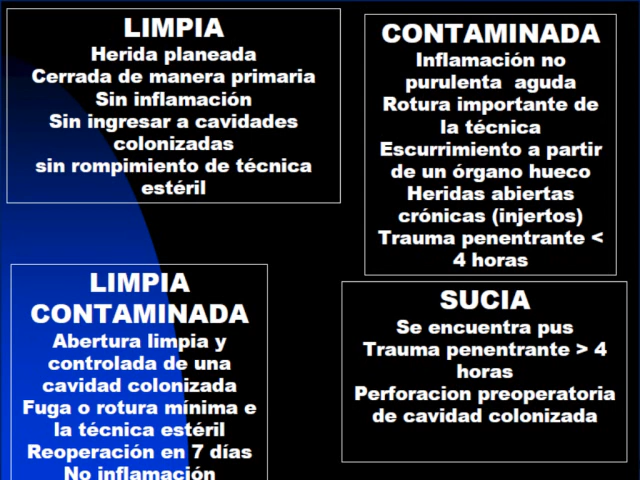 LIMPIA
Herida planeada
Cerrada de manera primaria
Sin inflamación
Sin ingresar a cavidades
colonizadas
sin rompimiento de técnica
estéril
CONTAMINADA
Inflamación no
purulenta aguda
Rotura importante de
la técnica
Escurrimiento a partir
de un órgano hueco
Heridas abiertas
crónicas (injertos)
Trauma penentrante <
4 horas
LIMPIA
CONTAMINADA
Abertura limpia y
controlada de una
cavidad colonizada
Fuga o rotura mínima e
la técnica estéril
Reoperación en 7 días
No inflamación
SUCIA
Se encuentra pus
Trauma penentrante > 4
horas
Perforacion preoperatoria
de cavidad colonizada